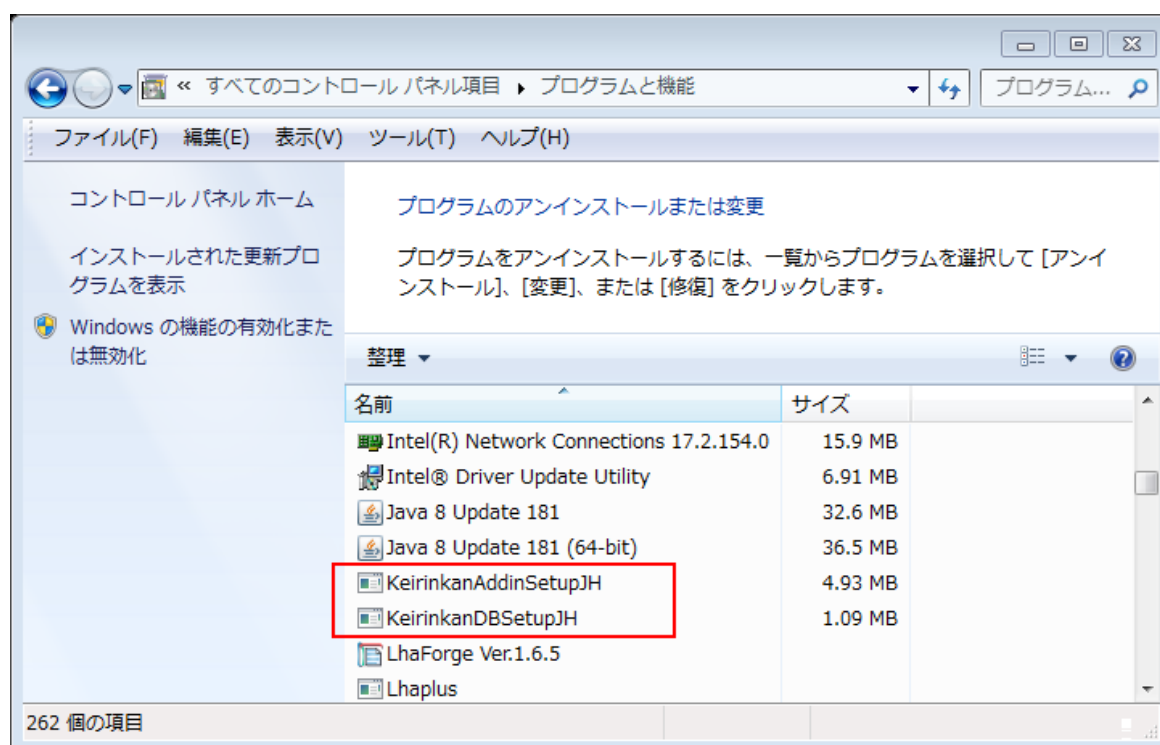 « すべてのコントロール パネル項目 ▸ プログラムと機能
プログラム...
ファイル(F) 編集(E) 表示(V) ツール(T) ヘルプ(H)
コントロール パネル ホーム
インストールされた更新プロ
グラムを表示
Windows の機能の有効化また
は無効化
プログラムのアンインストールまたは変更
プログラムをアンインストールするには、一覧からプログラムを選択して [アンイ
ンストール]、[変更]、または [修復] をクリックします。
整理
名前 サイズ
Intel(R) Network Connections 17.2.154.0 15.9 MB
Intel® Driver Update Utility 6.91 MB
Java 8 Update 181 32.6 MB
Java 8 Update 181 (64-bit) 36.5 MB
KeirinkanAddinSetupJH 4.93 MB
KeirinkanDBSetupJH 1.09 MB
LhaForge Ver.1.6.5
Lhaplus
262 個の項目